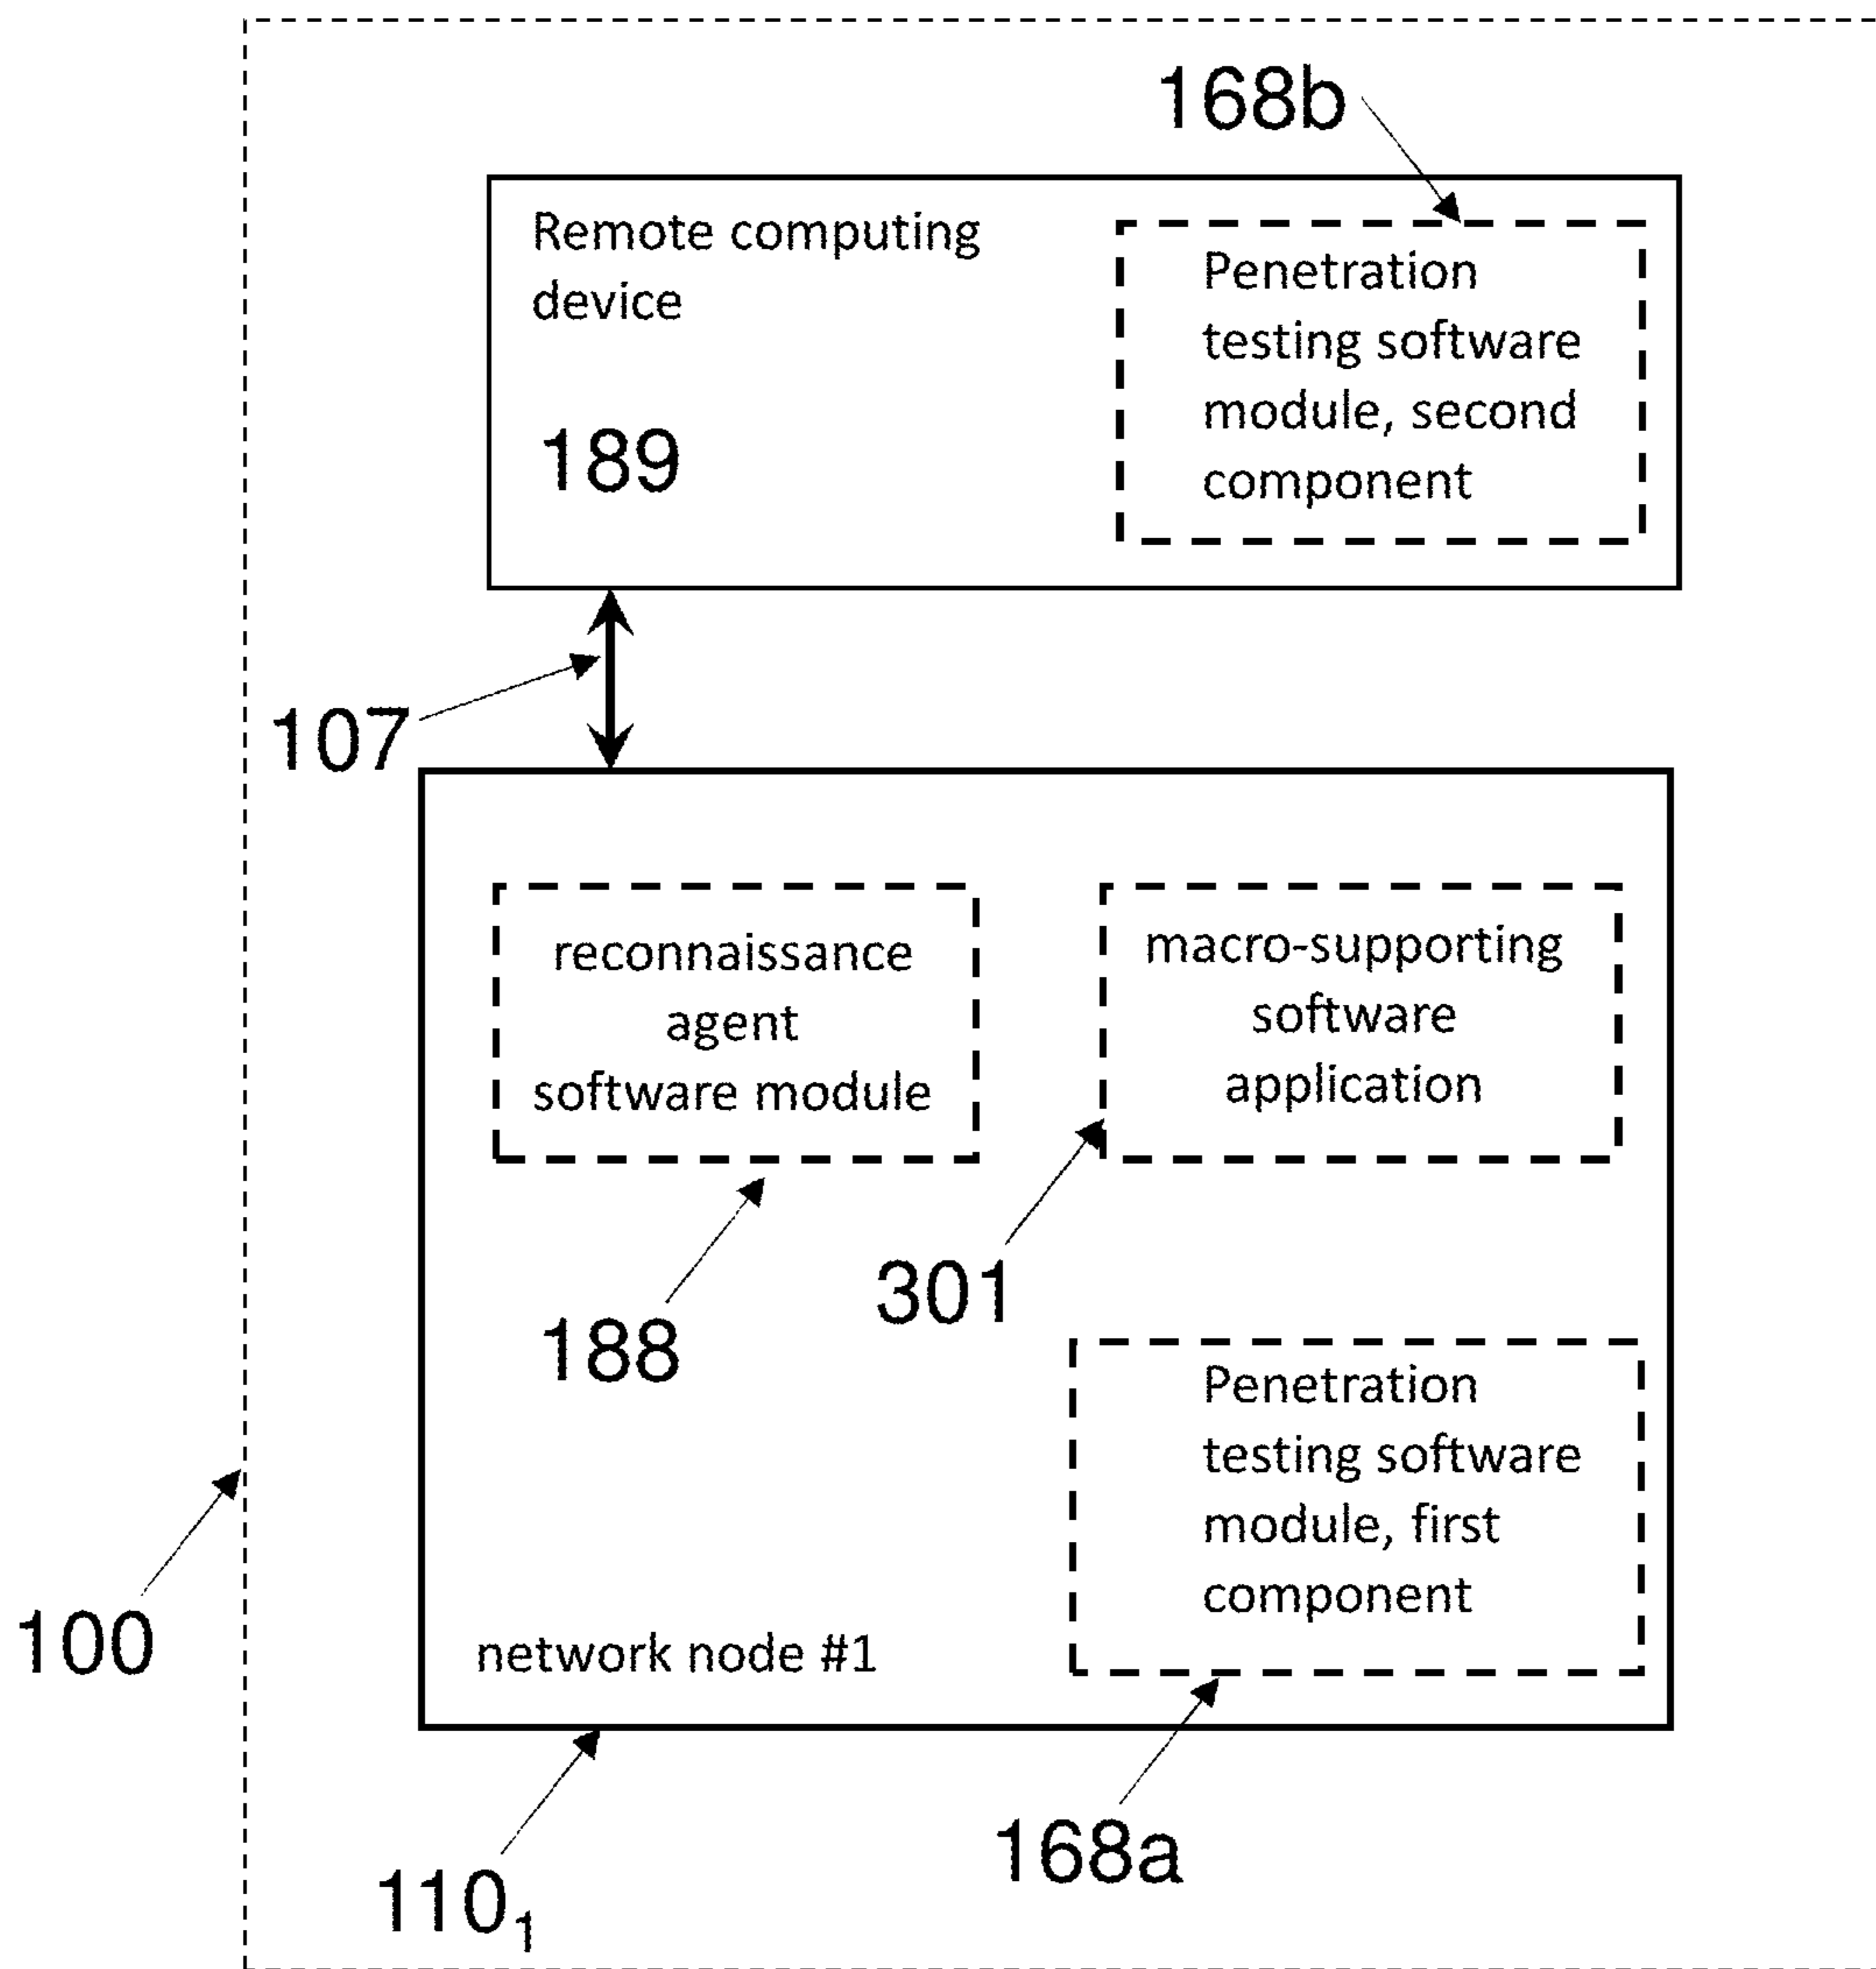 168b
Remote computing
device
189
Penetration
testing software
module, second
component
107
reconnaissance
agent
software module
macro-supporting
software
application
188
301
Penetration
testing software
module, first
component
network node #1
100
110₁
168a